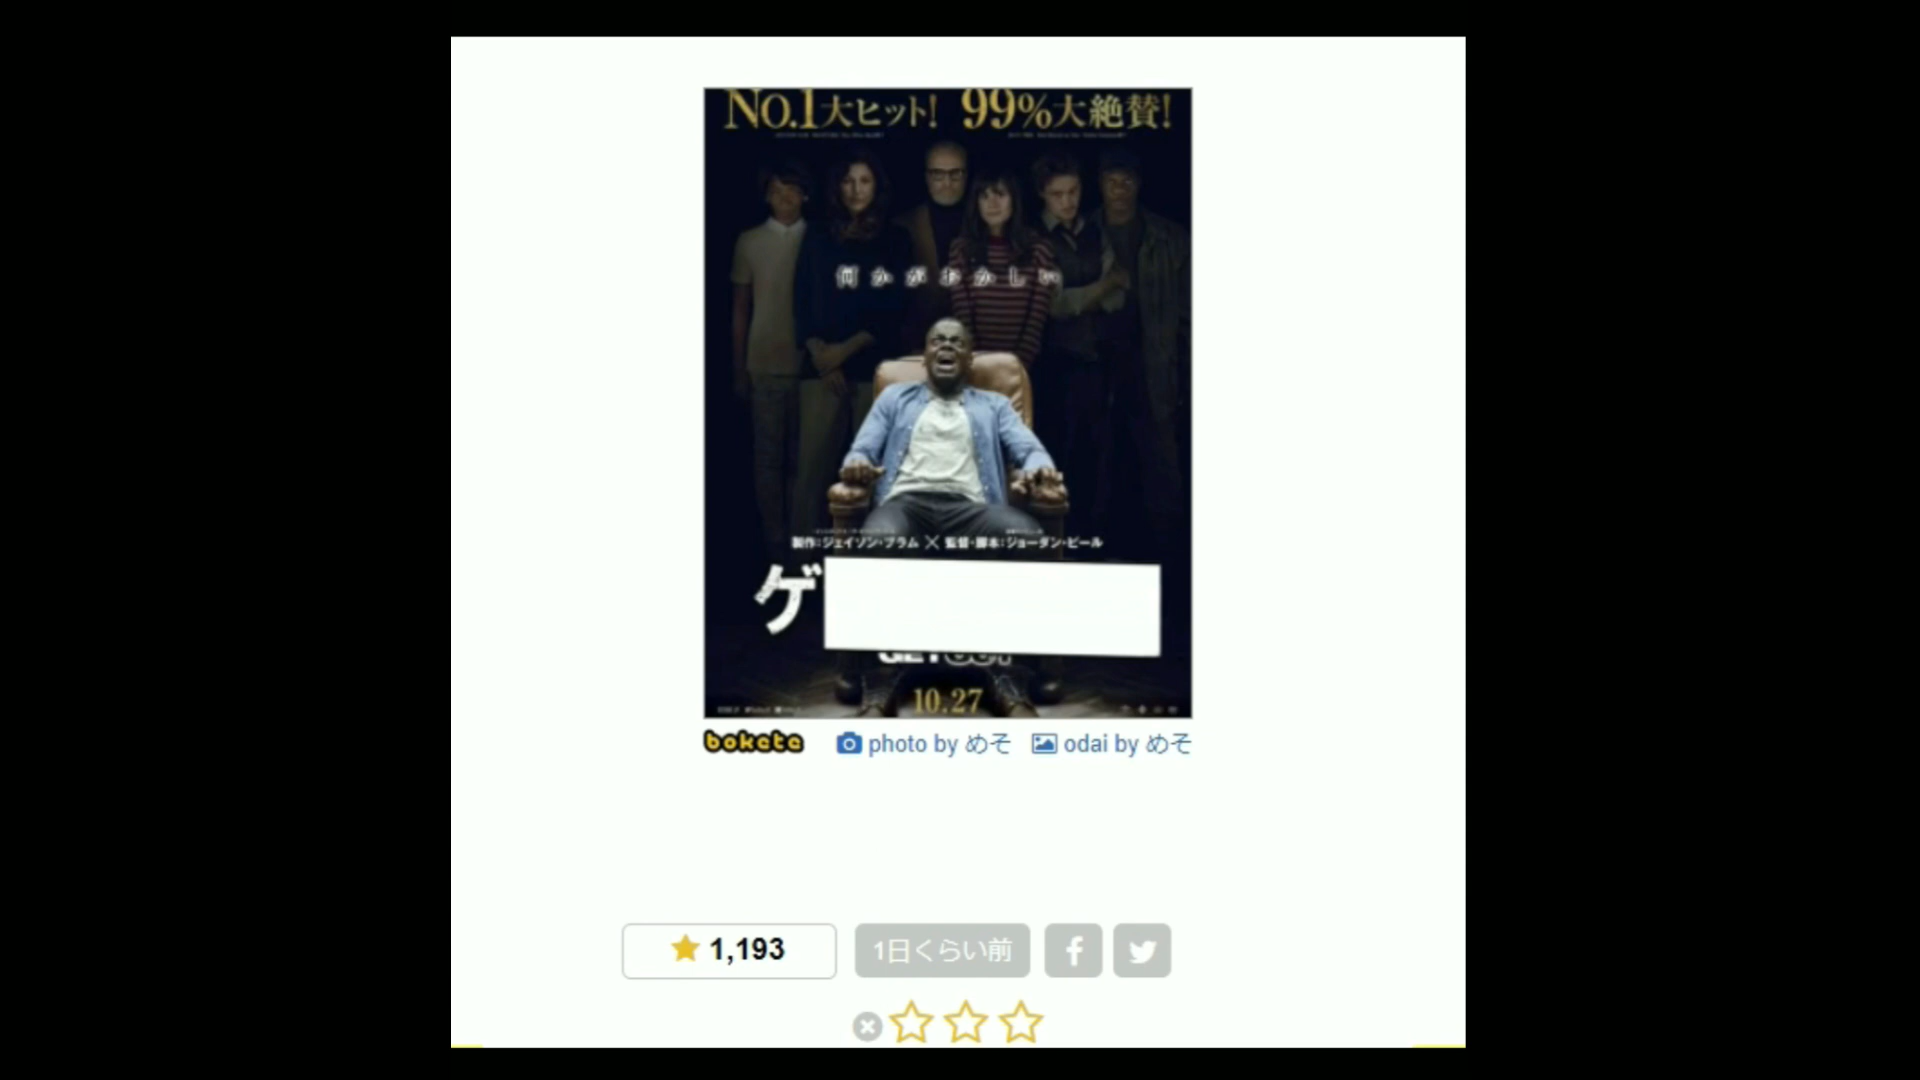 NO.1大ヒット! 99%大絶賛!
何かがおかしい
製作:ジェイソン・ブラム×監督・脚本:ジョーダン・ピール
ゲ
GET OUT
10.27
bokete photo by めそ odai by めそ
1,193 1日くらい前